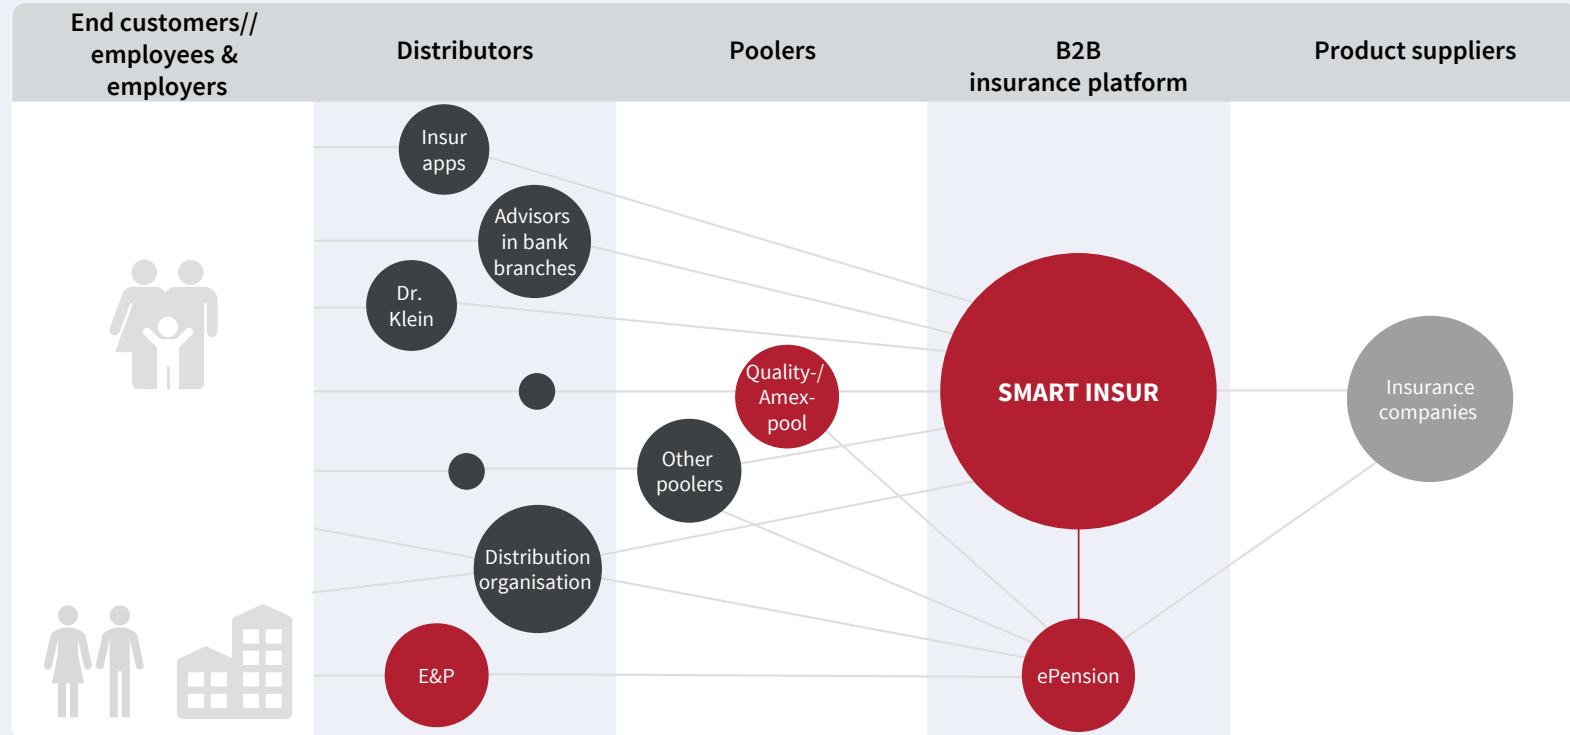 End customers//
employees &
employers
Distributors
Poolers
B2B
insurance platform
Product suppliers
Insur
apps
Advisors
in bank
branches
Dr.
Klein
Quality-/
Amex-
pool
SMART INSUR
Insurance
companies
Other
poolers
Distribution
organisation
E&P
ePension